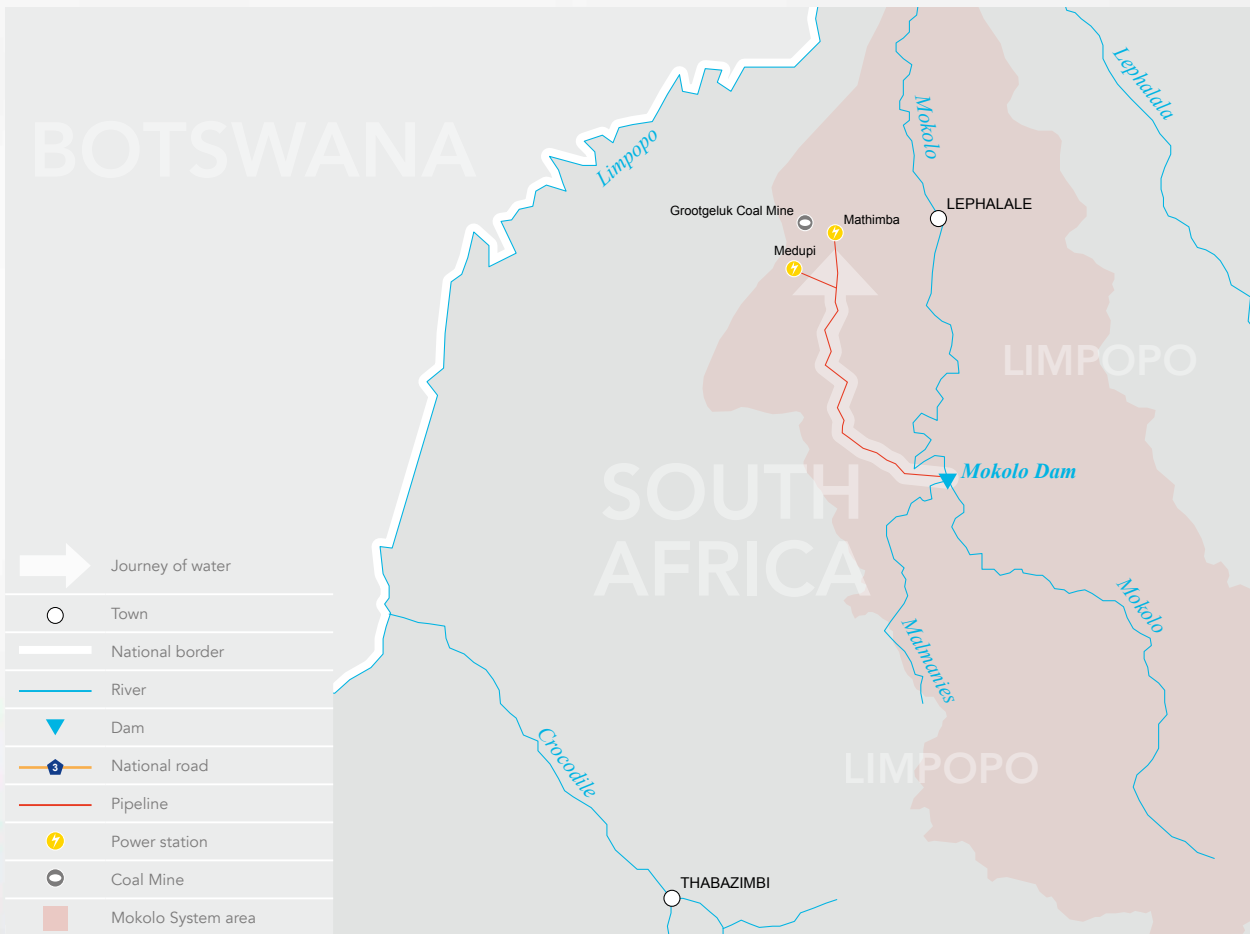 BOTSWANA
Limpopo
Mokolo
Lephalala
Grootgeluk Coal Mine
Mathimba
LEPHALALE
Medupi
LIMPOPO
SOUTH
AFRICA
Mokolo Dam
Malmanies
Mokolo
LIMPOPO
Crocodile
THABAZIMBI
Journey of water
Town
National border
River
Dam
3
National road
Pipeline
Power station
Coal Mine
Mokolo System area